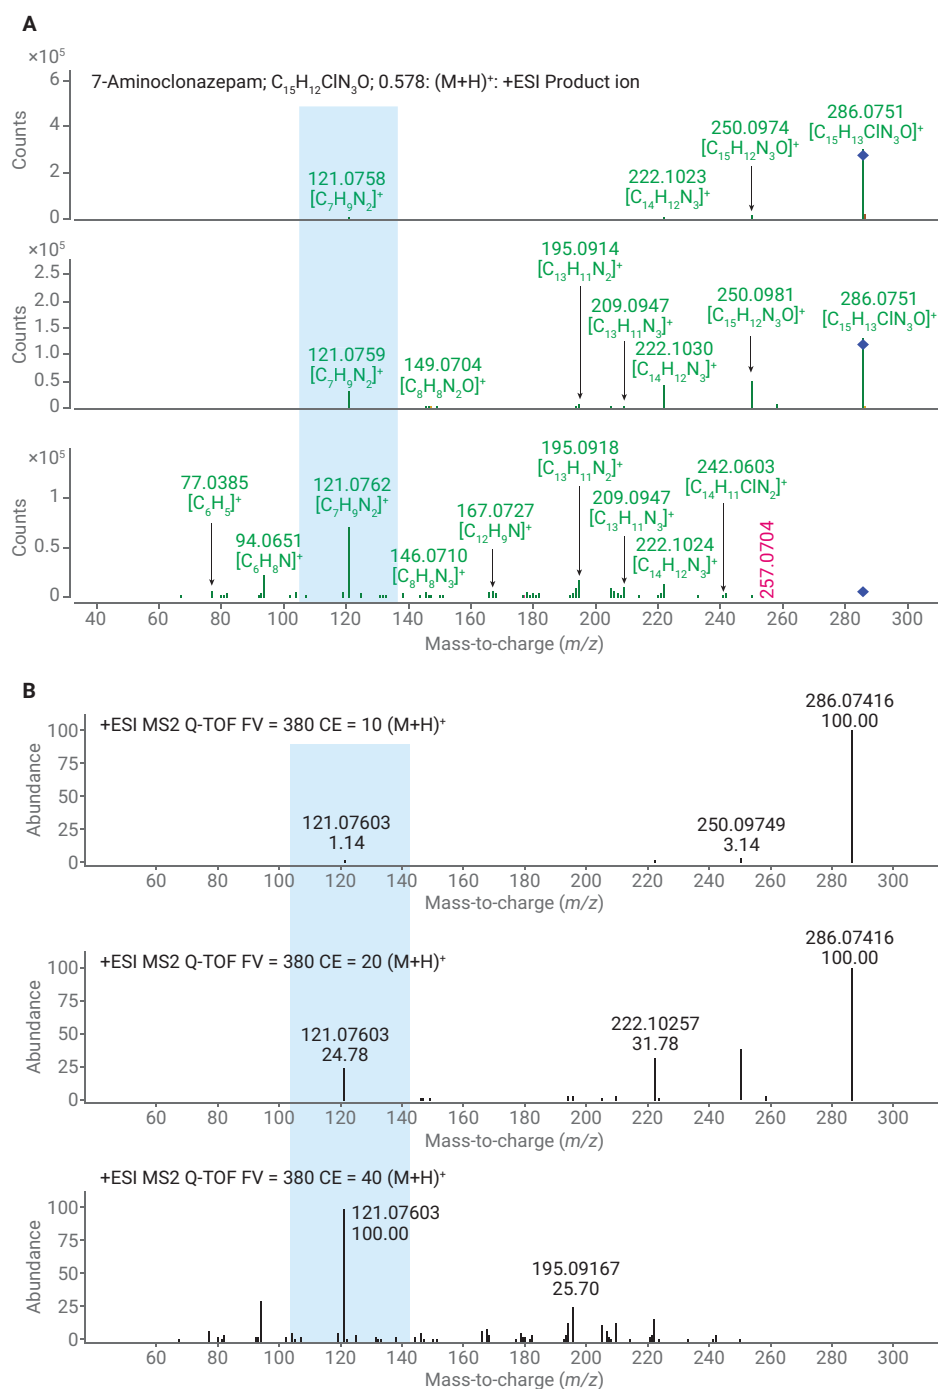 A
×10⁵
7-Aminoclonazepam; C₁₅H₁₂ClN₃O; 0.578: (M+H)⁺: +ESI Product ion
Counts
6
4
2
0
121.0758
[C₇H₉N₂]⁺
222.1023
[C₁₄H₁₂N₃]⁺
250.0974
[C₁₅H₁₂N₃O]⁺
286.0751
[C₁₅H₁₃ClN₃O]⁺
×10⁵
Counts
2.5
2.0
1.5
1.0
0.5
0
121.0759
[C₇H₉N₂]⁺
149.0704
[C₈H₈N₂O]⁺
195.0914
[C₁₃H₁₁N₂]⁺
209.0947
[C₁₃H₁₁N₃]⁺
222.1030
[C₁₄H₁₂N₃]⁺
250.0981
[C₁₅H₁₂N₃O]⁺
286.0751
[C₁₅H₁₃ClN₃O]⁺
×10⁵
Counts
1
0.5
0
77.0385
[C₆H₅]⁺
94.0651
[C₆H₈N]⁺
121.0762
[C₇H₉N₂]⁺
146.0710
[C₈H₈N₃]⁺
167.0727
[C₁₂H₉N]⁺
195.0918
[C₁₃H₁₁N₂]⁺
209.0947
[C₁₃H₁₁N₃]⁺
222.1024
[C₁₄H₁₂N₃]⁺
242.0603
[C₁₄H₁₁ClN₂]⁺
257.0704
40 60 80 100 120 140 160 180 200 220 240 260 280 300
Mass-to-charge (m/z)
B
+ESI MS2 Q-TOF FV = 380 CE = 10 (M+H)⁺
Abundance
100
75
50
25
0
121.07603
1.14
250.09749
3.14
286.07416
100.00
60 80 100 120 140 160 180 200 220 240 260 280 300
Mass-to-charge (m/z)
+ESI MS2 Q-TOF FV = 380 CE = 20 (M+H)⁺
Abundance
100
75
50
25
0
121.07603
24.78
222.10257
31.78
286.07416
100.00
60 80 100 120 140 160 180 200 220 240 260 280 300
Mass-to-charge (m/z)
+ESI MS2 Q-TOF FV = 380 CE = 40 (M+H)⁺
Abundance
100
75
50
25
0
121.07603
100.00
195.09167
25.70
60 80 100 120 140 160 180 200 220 240 260 280 300
Mass-to-charge (m/z)